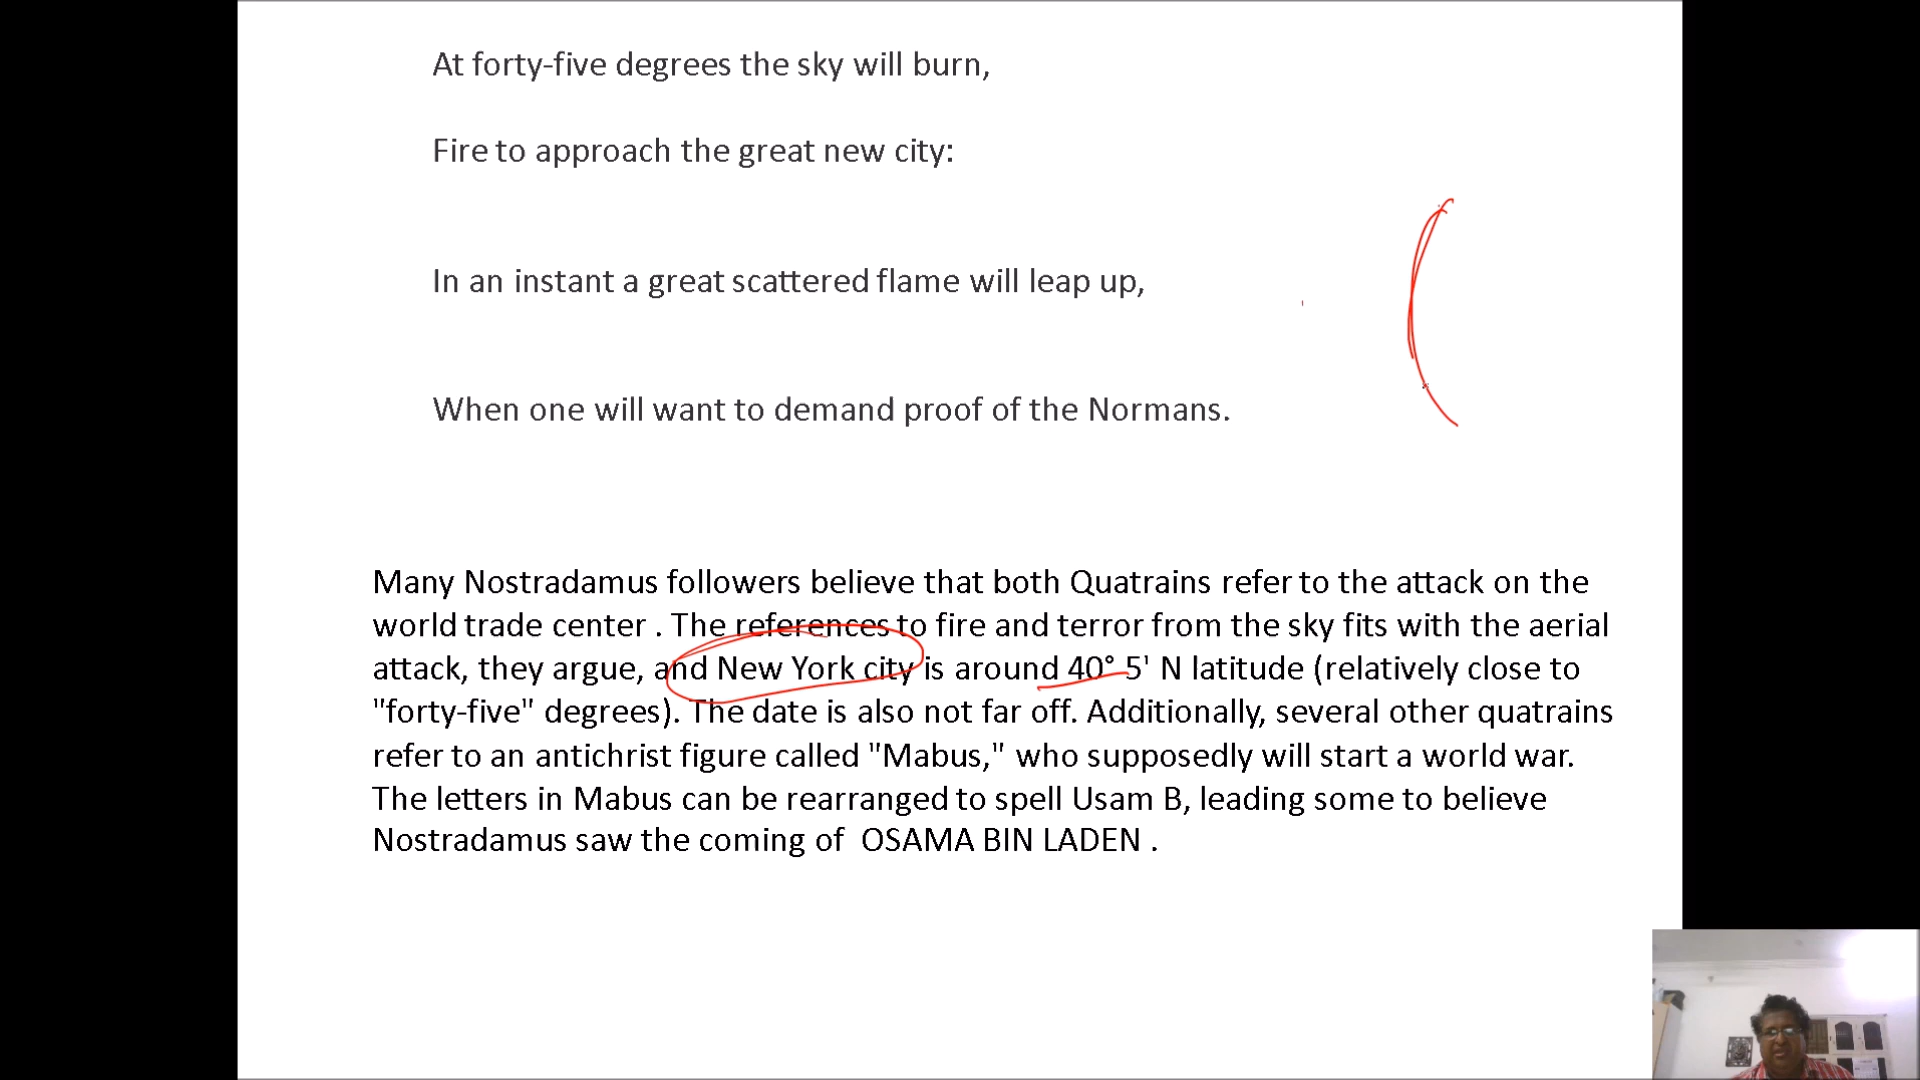 At forty-five degrees the sky will burn,
Fire to approach the great new city:
In an instant a great scattered flame will leap up,
When one will want to demand proof of the Normans.
Many Nostradamus followers believe that both Quatrains refer to the attack on the
world trade center . The references to fire and terror from the sky fits with the aerial
attack, they argue, and New York city is around 40° 5' N latitude (relatively close to
"forty-five" degrees). The date is also not far off. Additionally, several other quatrains
refer to an antichrist figure called "Mabus," who supposedly will start a world war.
The letters in Mabus can be rearranged to spell Usam B, leading some to believe
Nostradamus saw the coming of OSAMA BIN LADEN .